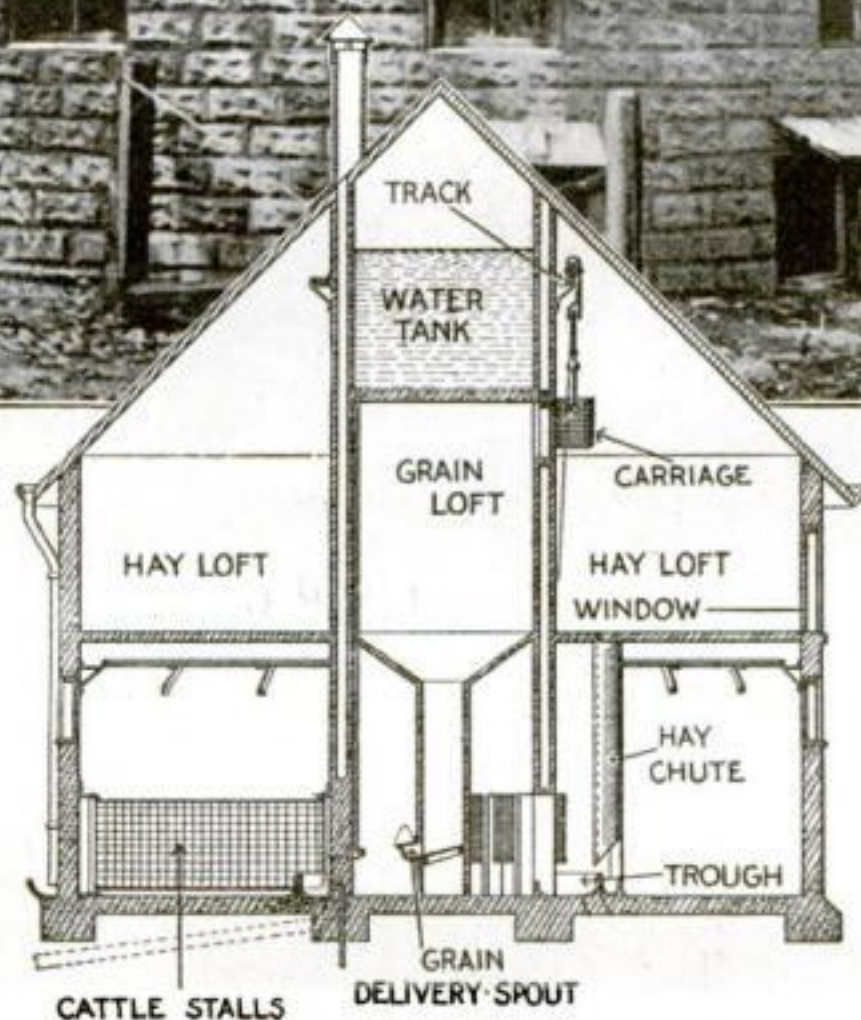 TRACK
WATER
TANK
GRAIN
LOFT
CARRIAGE
HAY LOFT
HAY LOFT
WINDOW
HAY
CHUTE
TROUGH
GRAIN
DELIVERY·SPOUT
CATTLE STALLS